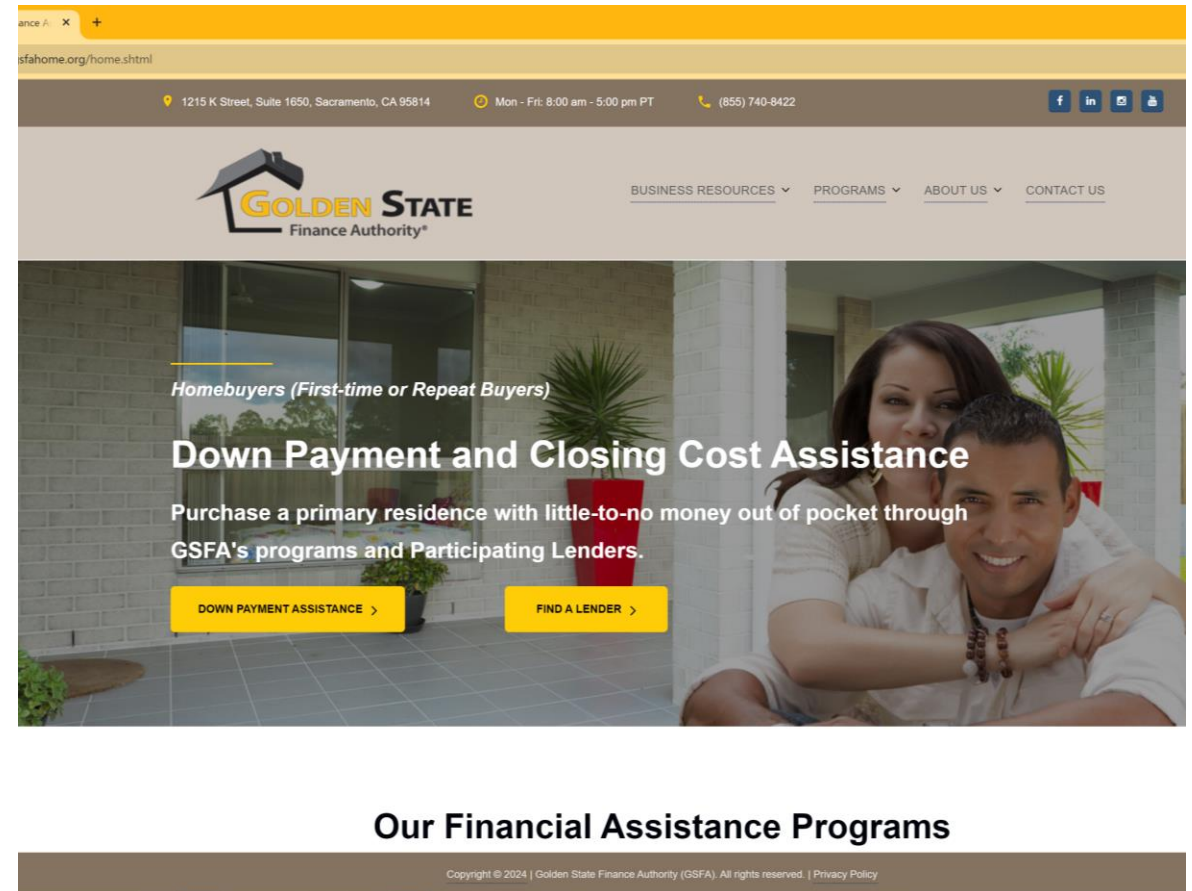 sfahome.org/home.shtml
1215 K Street, Suite 1650, Sacramento, CA 95814 Mon - Fri: 8:00 am - 5:00 pm PT (855) 740-8422
GOLDEN STATE
Finance Authority®
BUSINESS RESOURCES PROGRAMS ABOUT US CONTACT US
Homebuyers (First-time or Repeat Buyers)
Down Payment and Closing Cost Assistance
Purchase a primary residence with little-to-no money out of pocket through
GSFA's programs and Participating Lenders.
DOWN PAYMENT ASSISTANCE FIND A LENDER
Our Financial Assistance Programs
Copyright © 2024 | Golden State Finance Authority (GSFA). All rights reserved. | Privacy Policy